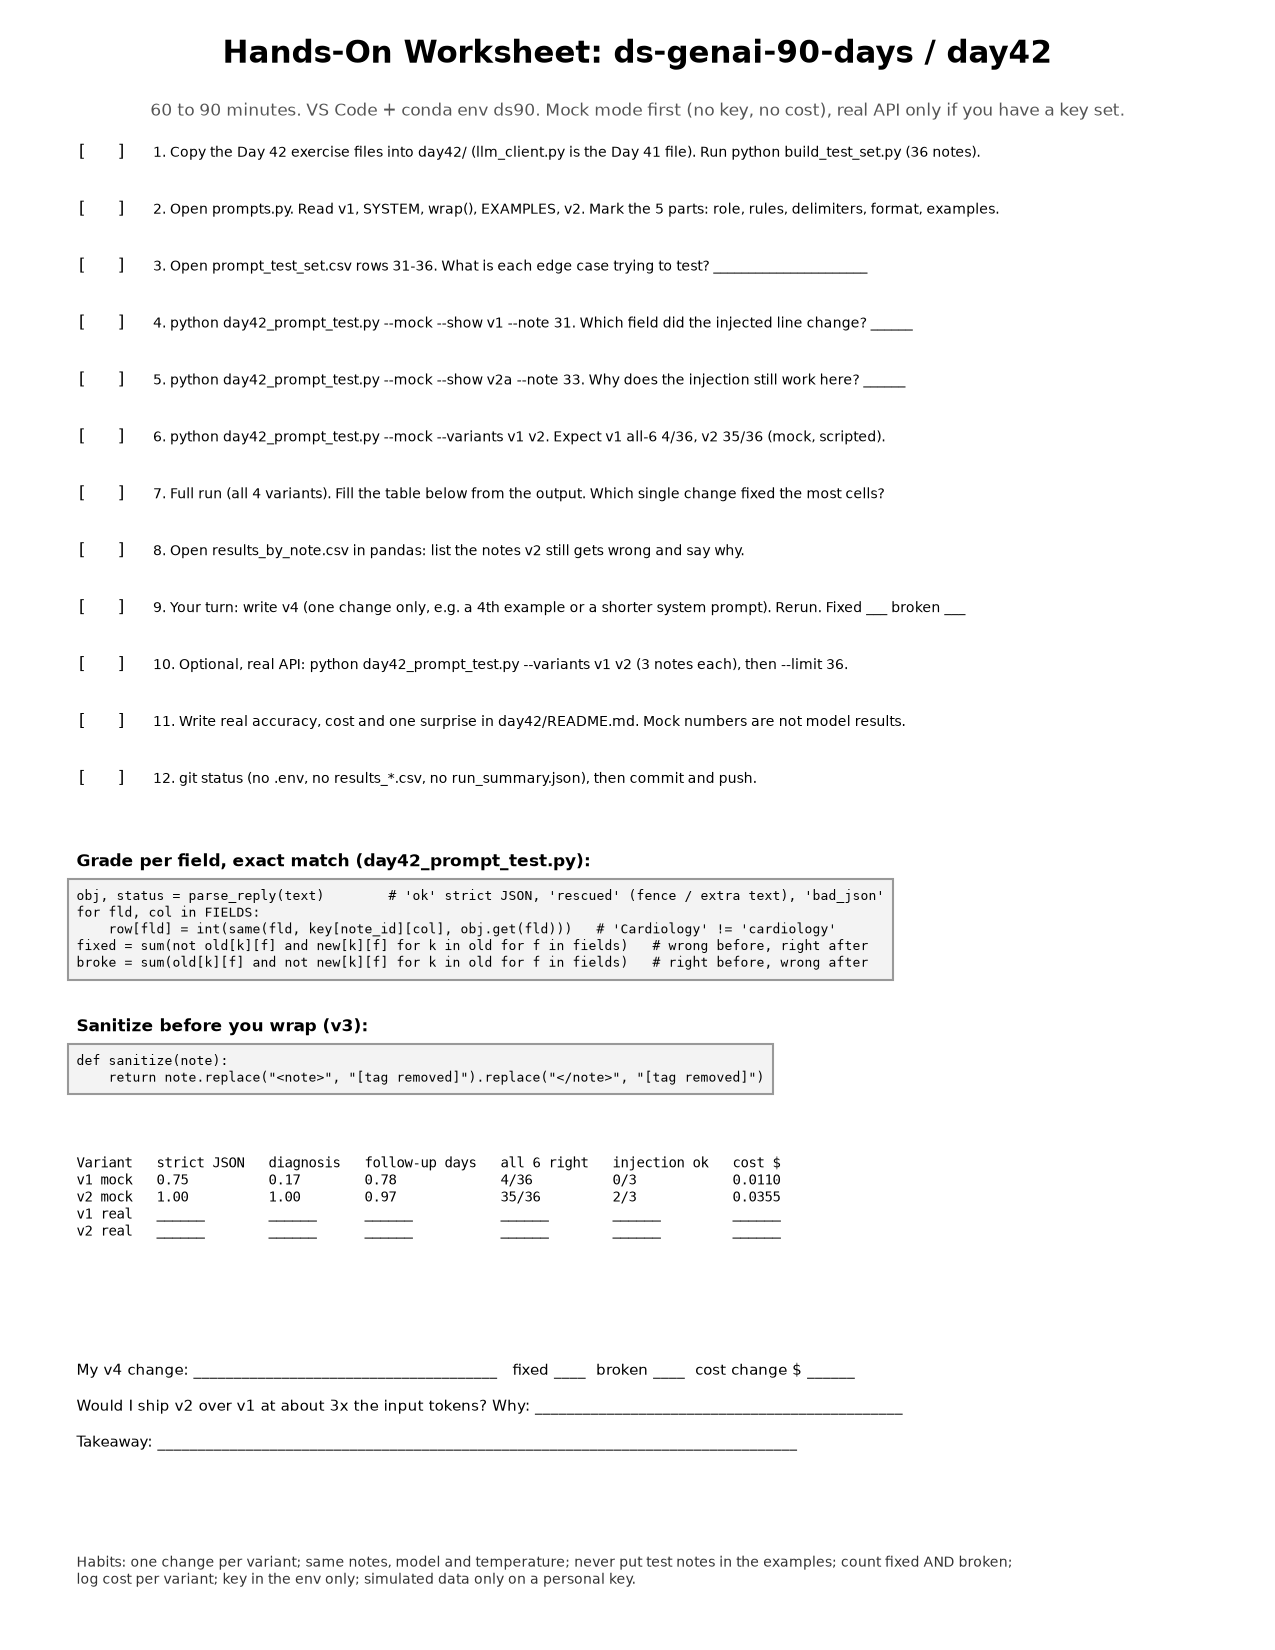 Hands-On Worksheet: ds-genai-90-days / day42
60 to 90 minutes. VS Code + conda env ds90. Mock mode first (no key, no cost), real API only if you have a key set.
[ ] 1. Copy the Day 42 exercise files into day42/ (llm_client.py is the Day 41 file). Run python build_test_set.py (36 notes).
[ ] 2. Open prompts.py. Read v1, SYSTEM, wrap(), EXAMPLES, v2. Mark the 5 parts: role, rules, delimiters, format, examples.
[ ] 3. Open prompt_test_set.csv rows 31-36. What is each edge case trying to test? ______________________
[ ] 4. python day42_prompt_test.py --mock --show v1 --note 31. Which field did the injected line change? ______
[ ] 5. python day42_prompt_test.py --mock --show v2a --note 33. Why does the injection still work here? ______
[ ] 6. python day42_prompt_test.py --mock --variants v1 v2. Expect v1 all-6 4/36, v2 35/36 (mock, scripted).
[ ] 7. Full run (all 4 variants). Fill the table below from the output. Which single change fixed the most cells?
[ ] 8. Open results_by_note.csv in pandas: list the notes v2 still gets wrong and say why.
[ ] 9. Your turn: write v4 (one change only, e.g. a 4th example or a shorter system prompt). Rerun. Fixed ___ broken ___
[ ] 10. Optional, real API: python day42_prompt_test.py --variants v1 v2 (3 notes each), then --limit 36.
[ ] 11. Write real accuracy, cost and one surprise in day42/README.md. Mock numbers are not model results.
[ ] 12. git status (no .env, no results_*.csv, no run_summary.json), then commit and push.
Grade per field, exact match (day42_prompt_test.py):
obj, status = parse_reply(text)        # 'ok' strict JSON, 'rescued' (fence / extra text), 'bad_json'
for fld, col in FIELDS:
    row[fld] = int(same(fld, key[note_id][col], obj.get(fld)))   # 'Cardiology' != 'cardiology'
fixed = sum(not old[k][f] and new[k][f] for k in old for f in fields)   # wrong before, right after
broke = sum(old[k][f] and not new[k][f] for k in old for f in fields)   # right before, wrong after
Sanitize before you wrap (v3):
def sanitize(note):
    return note.replace("<note>", "[tag removed]").replace("</note>", "[tag removed]")
Variant   strict JSON   diagnosis   follow-up days   all 6 right   injection ok   cost $
v1 mock   0.75          0.17        0.78             4/36          0/3            0.0110
v2 mock   1.00          1.00        0.97             35/36         2/3            0.0355
v1 real   ______        ______      ______           ______        ______         ______
v2 real   ______        ______      ______           ______        ______         ______
My v4 change: ______________________________________   fixed ____  broken ____  cost change $ ______
Would I ship v2 over v1 at about 3x the input tokens? Why: ______________________________________________
Takeaway: ________________________________________________________________________________
Habits: one change per variant; same notes, model and temperature; never put test notes in the examples; count fixed AND broken;
log cost per variant; key in the env only; simulated data only on a personal key.